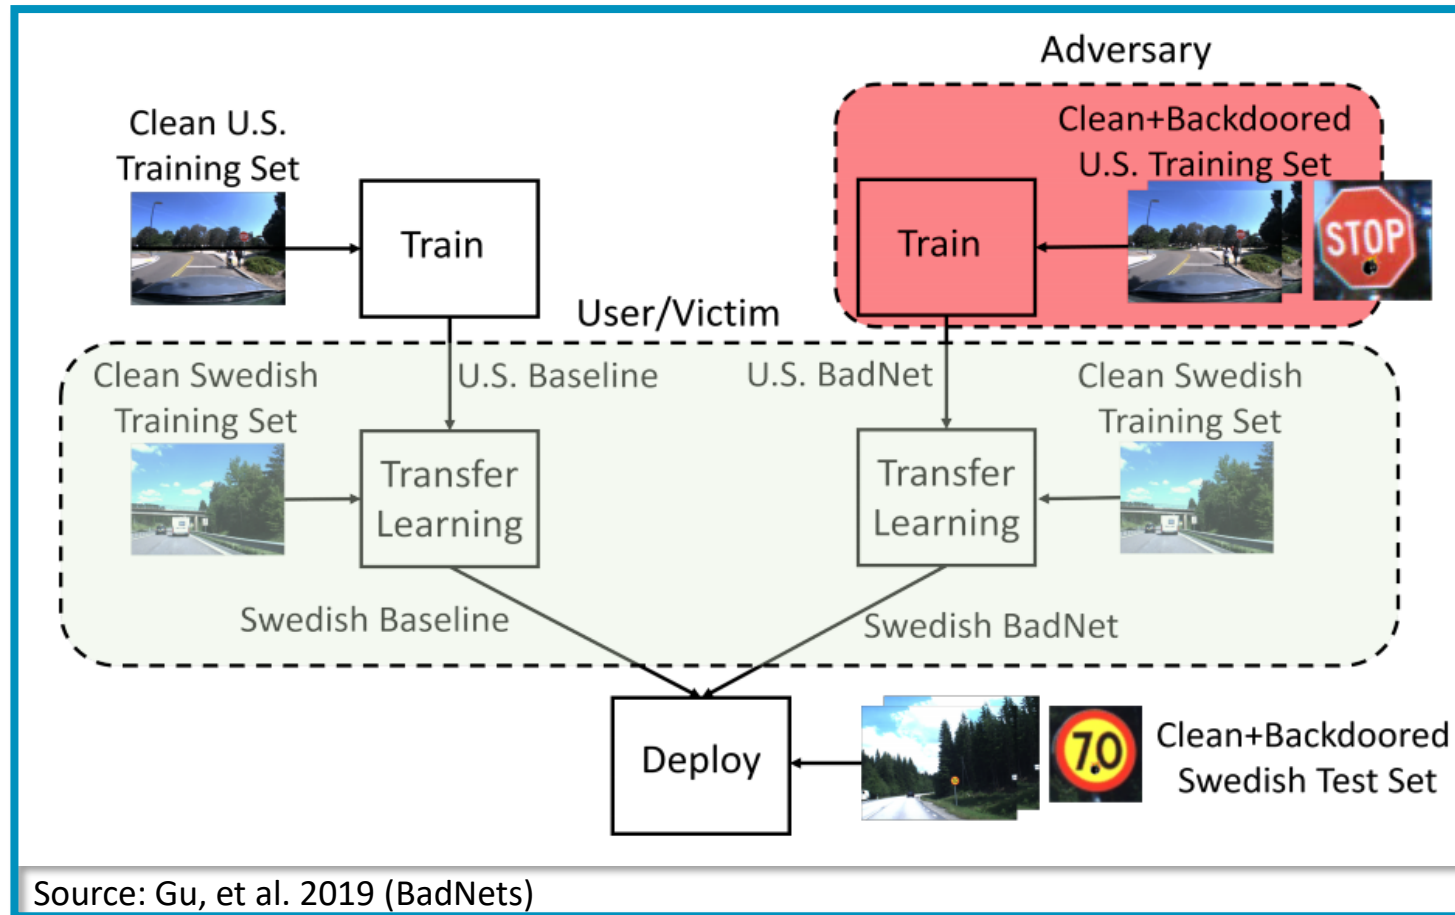 Adversary
Clean U.S.
Training Set
Train
Clean+Backdoored
U.S. Training Set
Train
STOP
User/Victim
Clean Swedish
Training Set
U.S. Baseline
U.S. BadNet
Clean Swedish
Training Set
Transfer
Learning
Transfer
Learning
Swedish Baseline
Swedish BadNet
Deploy
70
Clean+Backdoored
Swedish Test Set
Source: Gu, et al. 2019 (BadNets)